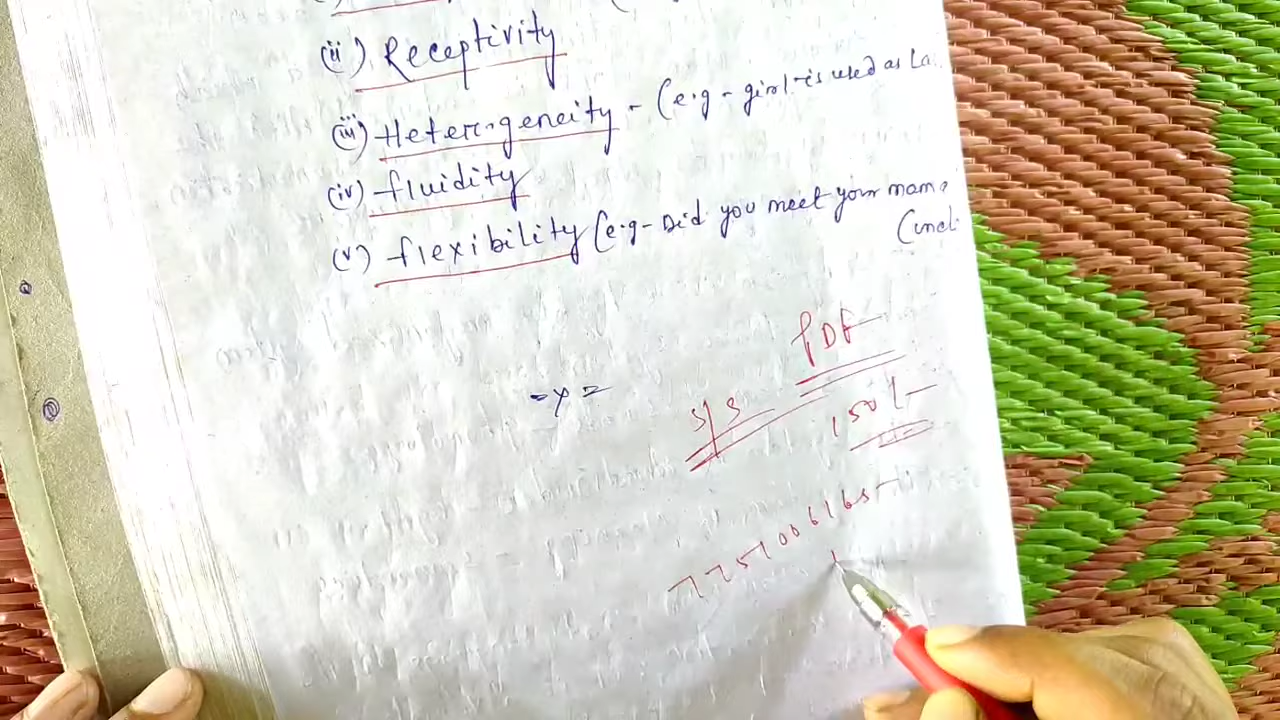 (ii) Receptivity
(iii) Heterogeneity - (e.g - girl - is used as La
(iv) fluidity
(v) flexibility (e.g - Did you meet your mam?
(incl
PDF
S/S
150/-
- x =